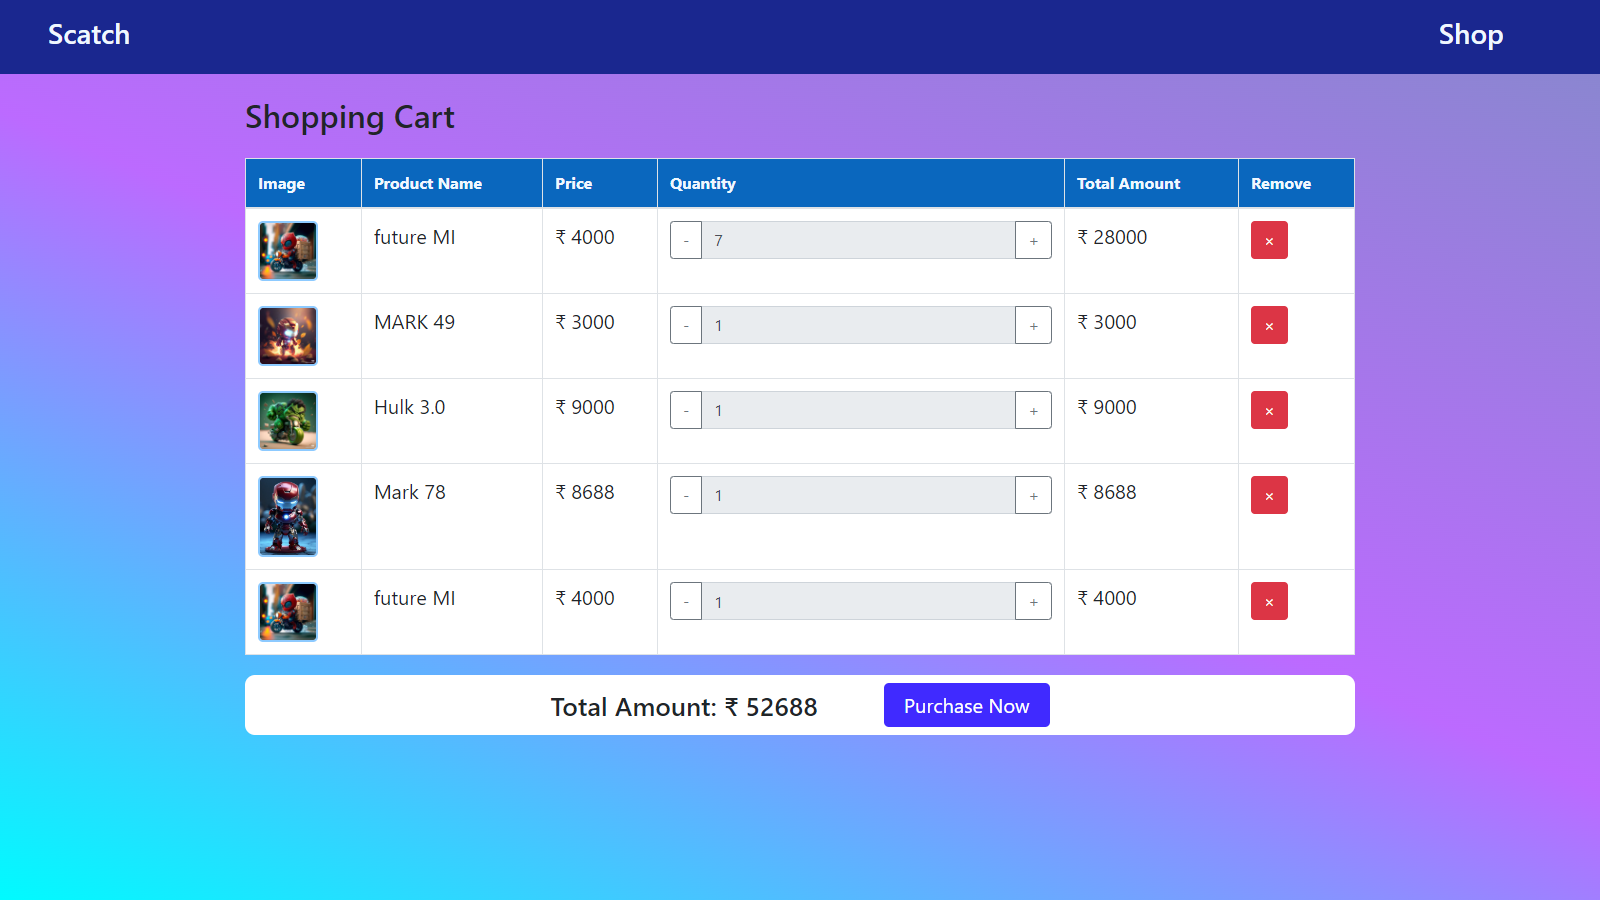 Scatch Shop
Shopping Cart
Image Product Name Price Quantity Total Amount Remove
future MI ₹ 4000 - 7 + ₹ 28000 ×
MARK 49 ₹ 3000 - 1 + ₹ 3000 ×
Hulk 3.0 ₹ 9000 - 1 + ₹ 9000 ×
Mark 78 ₹ 8688 - 1 + ₹ 8688 ×
future MI ₹ 4000 - 1 + ₹ 4000 ×
Total Amount: ₹ 52688 Purchase Now